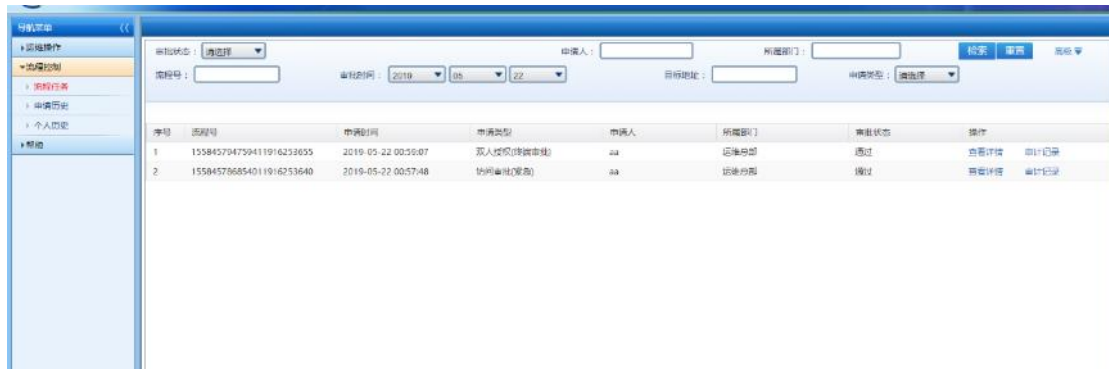 导航菜单
运维操作
流程控制
流程任务
申请历史
个人历史
帮助
审批状态： 请选择 申请人： 所属部门： 检索 重置 高级
流程号： 审批时间： 2019 05 22 目标地址： 申请类型： 请选择
序号 流程号 申请时间 申请类型 申请人 所属部门 审批状态 操作
1 155845794759411916253655 2019-05-22 00:59:07 双人授权(终端审批) aa 运维总部 通过 查看详情 审计记录
2 155845786854011916253640 2019-05-22 00:57:48 访问审批(紧急) aa 运维总部 通过 查看详情 审计记录